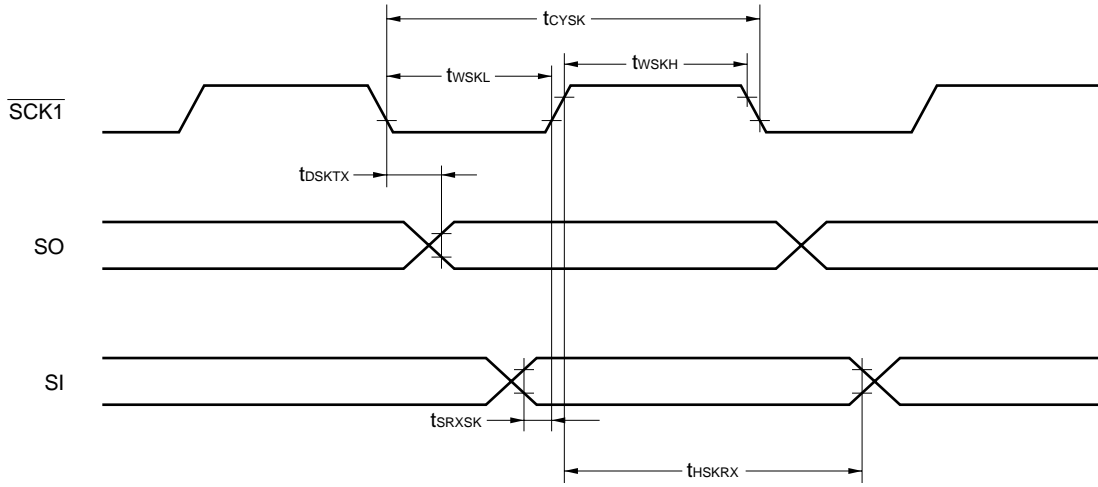 tCYSK
tWSKL
tWSKH
SCK1
tDSKTX
SO
SI
tSRXSK
tHSKRX